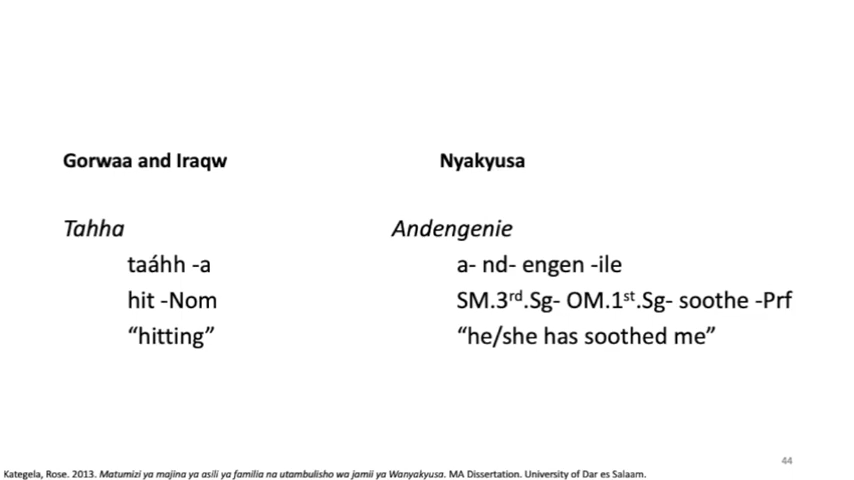 Gorwaa and Iraqw
Tahha
taáhh -a
hit -Nom
“hitting”
Nyakyusa
Andengenie
a- nd- engen -ile
SM.3rd.Sg- OM.1st.Sg- soothe -Prf
“he/she has soothed me”
44
Kategela, Rose. 2013. Matumizi ya majina ya asili ya familia na utambulisho wa jamii ya Wanyakyusa. MA Dissertation. University of Dar es Salaam.